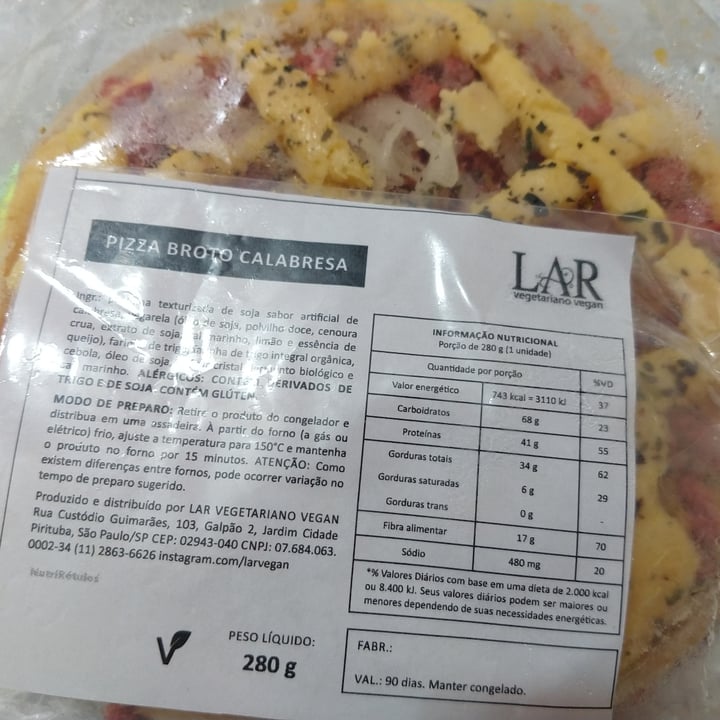 PIZZA BROTO CALABRESA
LAR
vegetariano vegan
Ingr.: texturizada de soja sabor artificial de
calabresa, de soja, polvilho doce, cenoura
crua, extrato de soja, marinho, limão e essência de
queijo), de trigo integral orgânica,
cebola, óleo de soja, cristal, biológico e
marinho. ALÉRGICOS: CONTÉM DERIVADOS DE
TRIGO E DE SOJA. CONTÉM GLÚTEN.
MODO DE PREPARO: Retire o produto do congelador e
distribua em uma assadeira. À partir do forno (a gás ou
elétrico) frio, ajuste a temperatura para 150°C e mantenha
o produto no forno por 15 minutos. ATENÇÃO: Como
existem diferenças entre fornos, pode ocorrer variação no
tempo de preparo sugerido.
Produzido e distribuído por LAR VEGETARIANO VEGAN
Rua Custódio Guimarães, 103, Galpão 2, Jardim Cidade
Pirituba, São Paulo/SP CEP: 02943-040 CNPJ: 07.684.063.
0002-34 (11) 2863-6626 instagram.com/larvegan
NutriRótulos
INFORMAÇÃO NUTRICIONAL
Porção de 280 g (1 unidade)
Quantidade por porção %VD
Valor energético 743 kcal = 3110 kJ 37
Carboidratos 68 g 23
Proteínas 41 g 55
Gorduras totais 34 g 62
Gorduras saturadas 6 g 29
Gorduras trans 0 g -
Fibra alimentar 17 g 70
Sódio 480 mg 20
*% Valores Diários com base em uma dieta de 2.000 kcal
ou 8.400 kJ. Seus valores diários podem ser maiores ou
menores dependendo de suas necessidades energéticas.
PESO LÍQUIDO:
280 g
FABR.:
VAL.: 90 dias. Manter congelado.